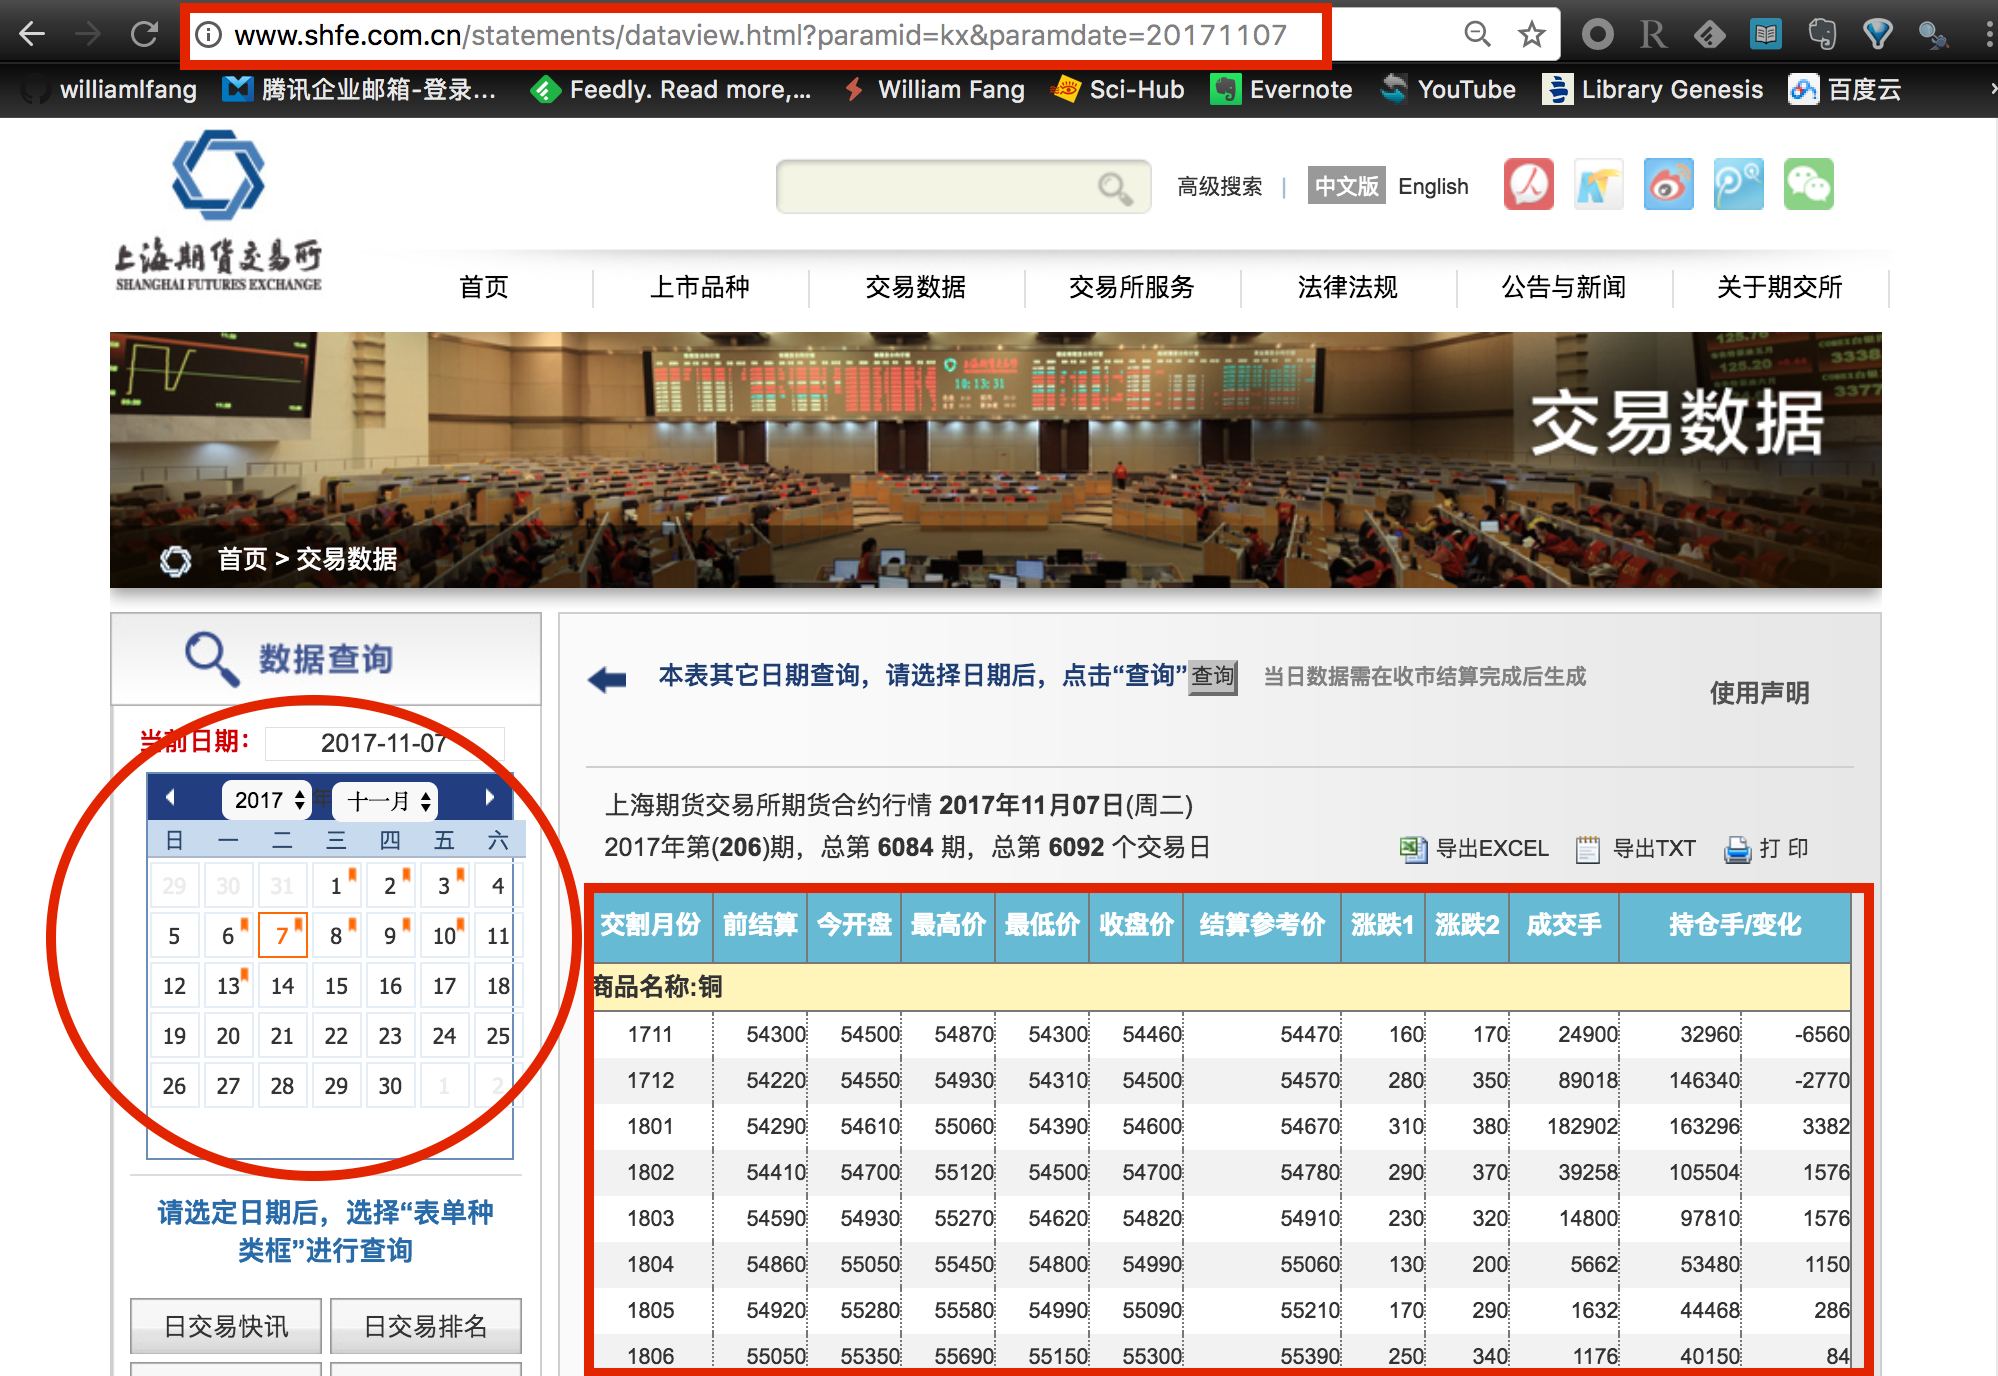 www.shfe.com.cn/statements/dataview.html?paramid=kx&paramdate=20171107
williamlfang 腾讯企业邮箱-登录... Feedly. Read more,... William Fang Sci-Hub Evernote YouTube Library Genesis 百度云
上海期货交易所
SHANGHAI FUTURES EXCHANGE
高级搜索 | 中文版 English
首页 上市品种 交易数据 交易所服务 法律法规 公告与新闻 关于期交所
10:13:31
交易数据
首页 > 交易数据
数据查询
当前日期： 2017-11-07
2017 年 十一月
日 一 二 三 四 五 六
29 30 31 1 2 3 4
5 6 7 8 9 10 11
12 13 14 15 16 17 18
19 20 21 22 23 24 25
26 27 28 29 30 1 2
请选定日期后，选择“表单种
类框”进行查询
日交易快讯 日交易排名
本表其它日期查询，请选择日期后，点击“查询” 查询 当日数据需在收市结算完成后生成
使用声明
上海期货交易所期货合约行情 2017年11月07日(周二)
2017年第(206)期，总第 6084 期，总第 6092 个交易日
导出EXCEL 导出TXT 打 印
交割月份 前结算 今开盘 最高价 最低价 收盘价 结算参考价 涨跌1 涨跌2 成交手 持仓手/变化
商品名称:铜
1711 54300 54500 54870 54300 54460 54470 160 170 24900 32960 -6560
1712 54220 54550 54930 54310 54500 54570 280 350 89018 146340 -2770
1801 54290 54610 55060 54390 54600 54670 310 380 182902 163296 3382
1802 54410 54700 55120 54500 54700 54780 290 370 39258 105504 1576
1803 54590 54930 55270 54620 54820 54910 230 320 14800 97810 1576
1804 54860 55050 55450 54800 54990 55060 130 200 5662 53480 1150
1805 54920 55280 55580 54990 55090 55210 170 290 1632 44468 286
1806 55050 55350 55690 55150 55300 55390 250 340 1176 40150 84